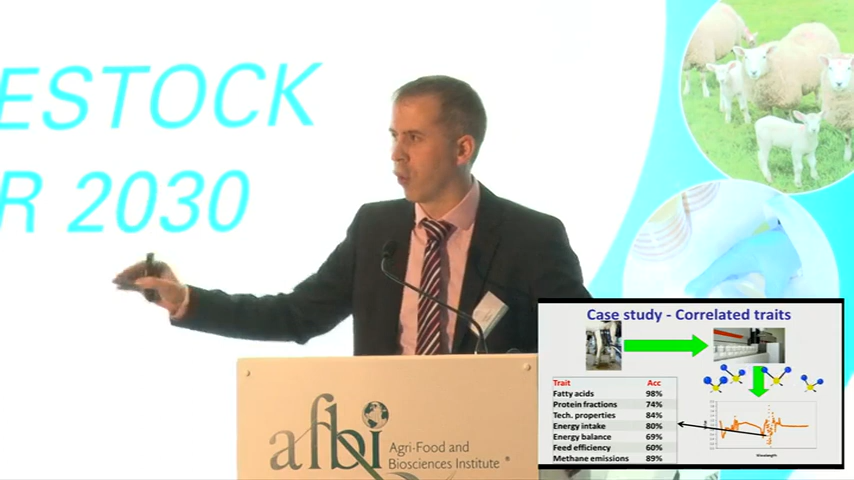 ESTOCK
R 2030
afbi
Agri-Food and
Biosciences Institute
Case study - Correlated traits
Trait Acc
Fatty acids 98%
Protein fractions 74%
Tech. properties 84%
Energy intake 80%
Energy balance 69%
Feed efficiency 60%
Methane emissions 89%
Wavelength